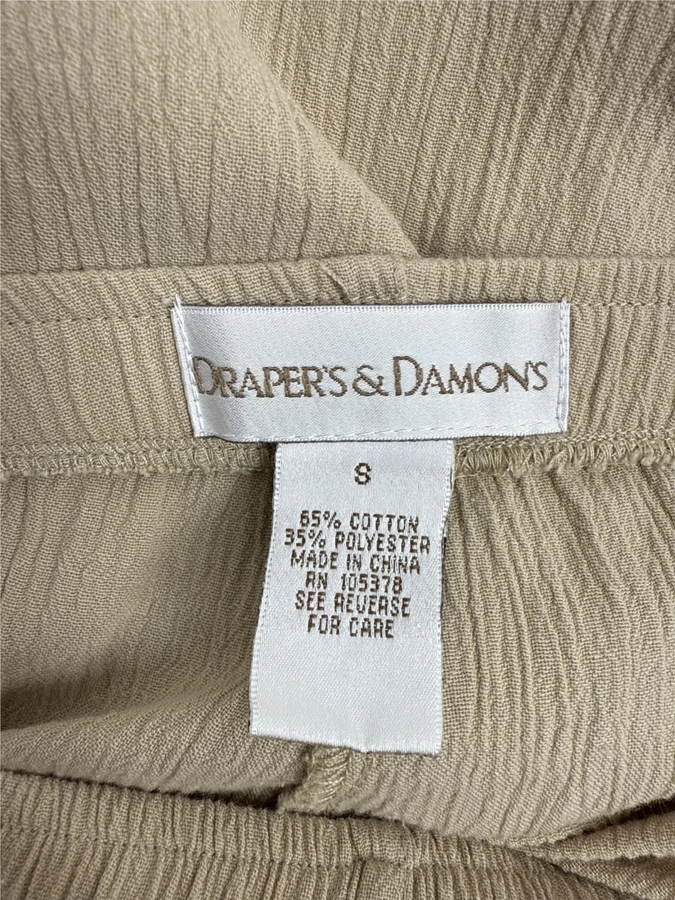 DRAPER'S & DAMON'S
S
65% COTTON
35% POLYESTER
MADE IN CHINA
RN 105378
SEE REVERSE
FOR CARE